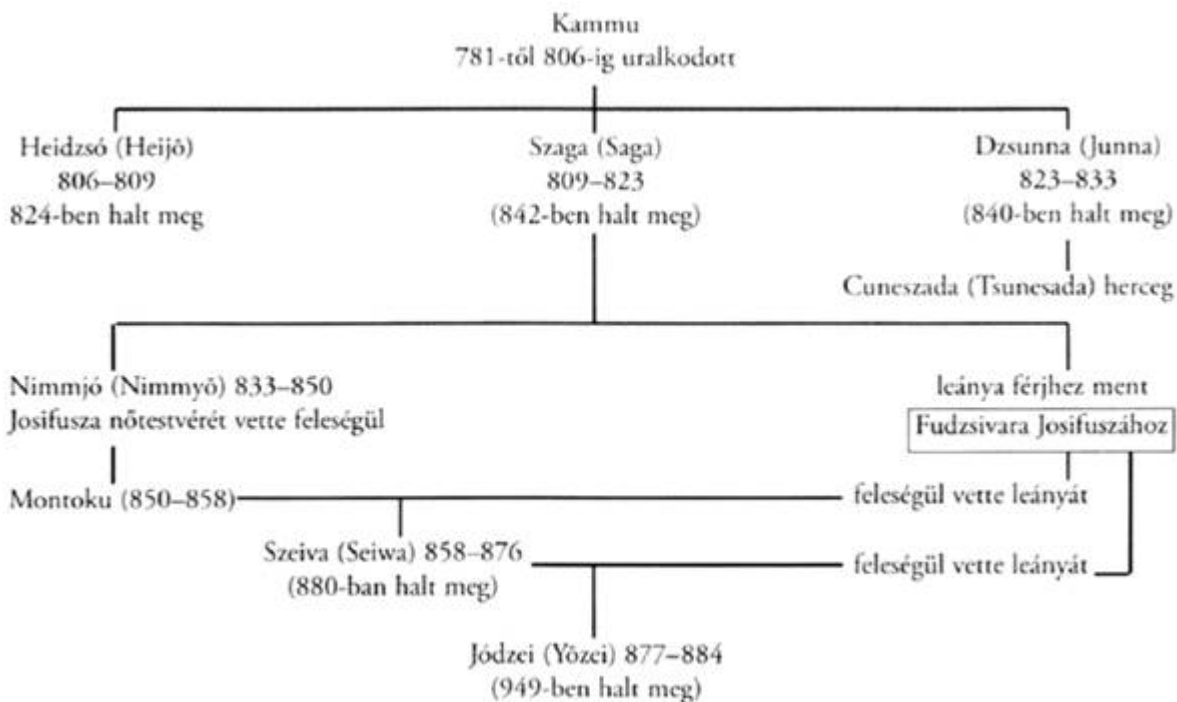 Kammu
781-től 806-ig uralkodott
Heidzsó (Heijô)
806–809
824-ben halt meg
Szaga (Saga)
809–823
(842-ben halt meg)
Dzsunna (Junna)
823–833
(840-ben halt meg)
Cuneszada (Tsunesada) herceg
Nimmjó (Nimmyô) 833–850
Josifusza nőtestvérét vette feleségül
leánya férjhez ment
Fudzsivara Josifuszához
Montoku (850–858)
feleségül vette leányát
Szeiva (Seiwa) 858–876
(880-ban halt meg)
feleségül vette leányát
Jódzei (Yôzei) 877–884
(949-ben halt meg)